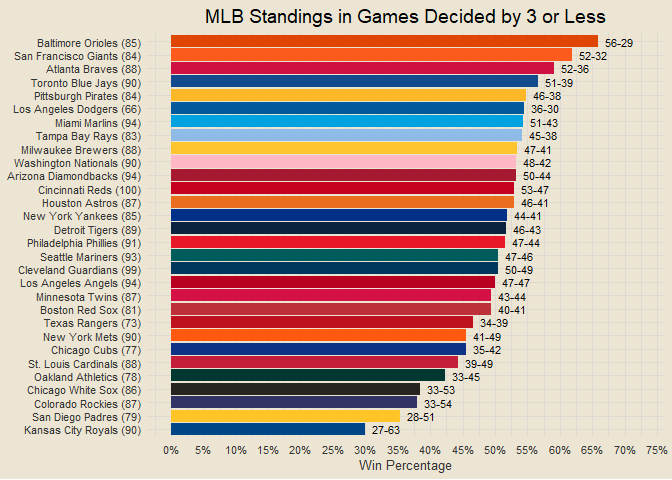 MLB Standings in Games Decided by 3 or Less
Baltimore Orioles (85) 56-29
San Francisco Giants (84) 52-32
Atlanta Braves (88) 52-36
Toronto Blue Jays (90) 51-39
Pittsburgh Pirates (84) 46-38
Los Angeles Dodgers (66) 36-30
Miami Marlins (94) 51-43
Tampa Bay Rays (83) 45-38
Milwaukee Brewers (88) 47-41
Washington Nationals (90) 48-42
Arizona Diamondbacks (94) 50-44
Cincinnati Reds (100) 53-47
Houston Astros (87) 46-41
New York Yankees (85) 44-41
Detroit Tigers (89) 46-43
Philadelphia Phillies (91) 47-44
Seattle Mariners (93) 47-46
Cleveland Guardians (99) 50-49
Los Angeles Angels (94) 47-47
Minnesota Twins (87) 43-44
Boston Red Sox (81) 40-41
Texas Rangers (73) 34-39
New York Mets (90) 41-49
Chicago Cubs (77) 35-42
St. Louis Cardinals (88) 39-49
Oakland Athletics (78) 33-45
Chicago White Sox (86) 33-53
Colorado Rockies (87) 33-54
San Diego Padres (79) 28-51
Kansas City Royals (90) 27-63
0% 5% 10% 15% 20% 25% 30% 35% 40% 45% 50% 55% 60% 65% 70% 75%
Win Percentage